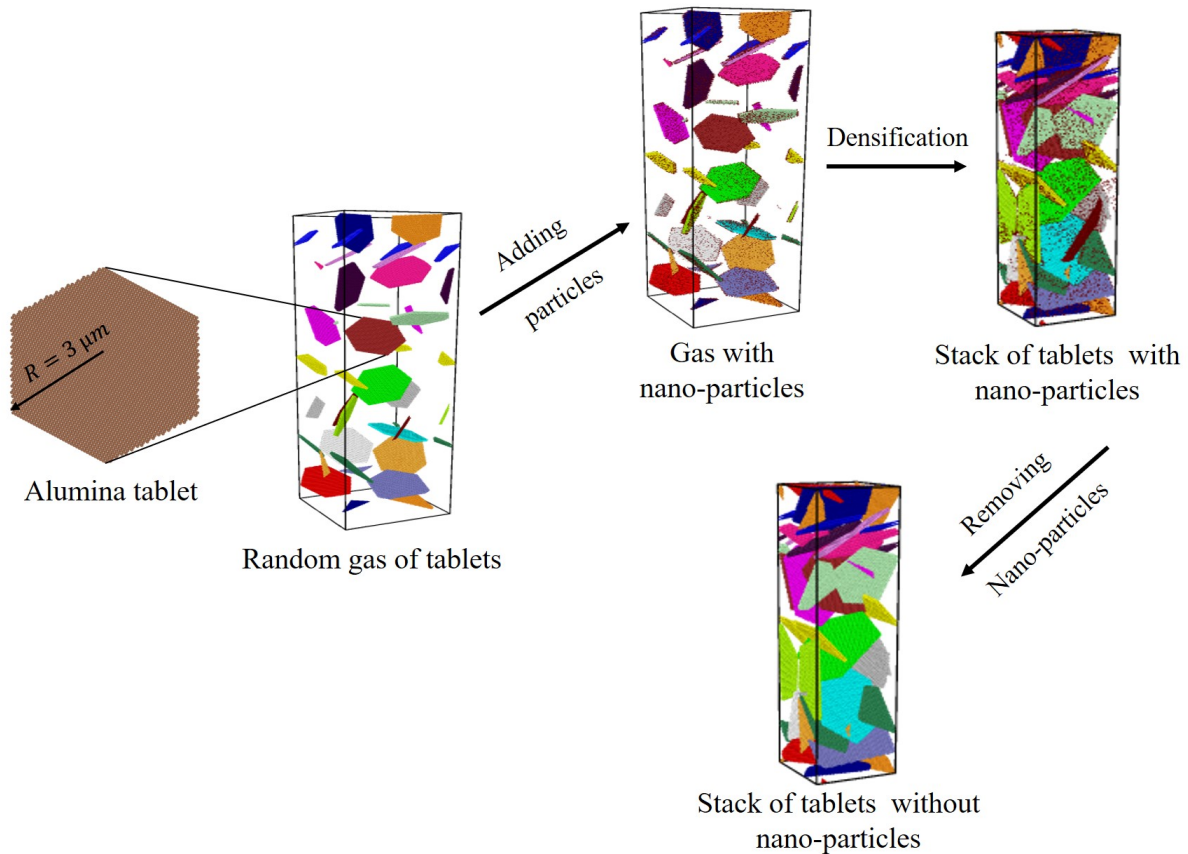 R = 3 μm
Alumina tablet
Random gas of tablets
Adding
particles
Gas with
nano-particles
Densification
Stack of tablets with
nano-particles
Removing
Nano-particles
Stack of tablets without
nano-particles